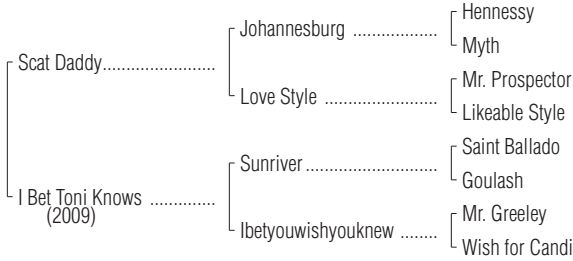 Hennessy
Johannesburg ..................
Myth
Scat Daddy........................
Mr. Prospector
Love Style ........................
Likeable Style
Saint Ballado
Sunriver............................
Goulash
I Bet Toni Knows ..............
(2009)
Mr. Greeley
Ibetyouwishyouknew ........
Wish for Candi